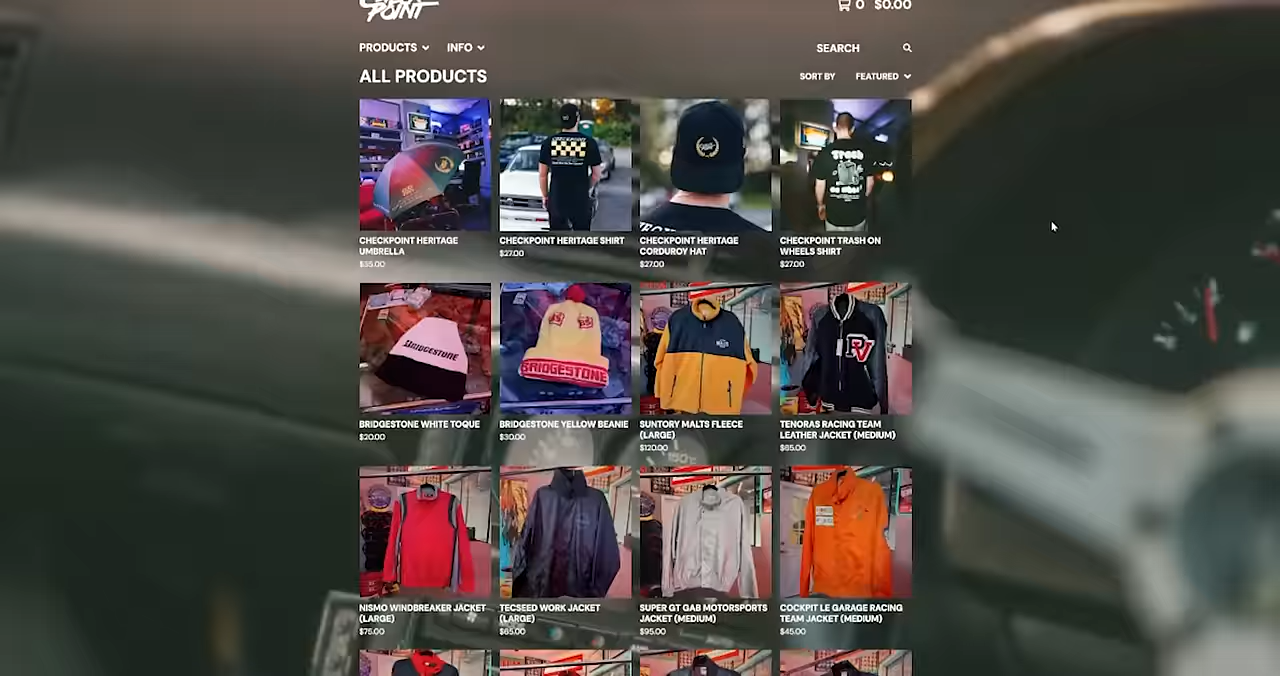 POINT
0 $0.00
PRODUCTS INFO SEARCH
ALL PRODUCTS SORT BY FEATURED
CHECKPOINT HERITAGE
UMBRELLA
$35.00
CHECKPOINT HERITAGE SHIRT
$27.00
CHECKPOINT HERITAGE
CORDUROY HAT
$27.00
CHECKPOINT TRASH ON
WHEELS SHIRT
$27.00
BRIDGESTONE
BRIDGESTONE
BRIDGESTONE WHITE TOQUE
$20.00
BRIDGESTONE YELLOW BEANIE
$30.00
SUNTORY MALTS FLEECE
(LARGE)
$120.00
TENORAS RACING TEAM
LEATHER JACKET (MEDIUM)
$65.00
NISMO WINDBREAKER JACKET
(LARGE)
$75.00
TECSEED WORK JACKET
(LARGE)
$65.00
SUPER GT GAB MOTORSPORTS
JACKET (MEDIUM)
$95.00
COCKPIT LE GARAGE RACING
TEAM JACKET (MEDIUM)
$45.00